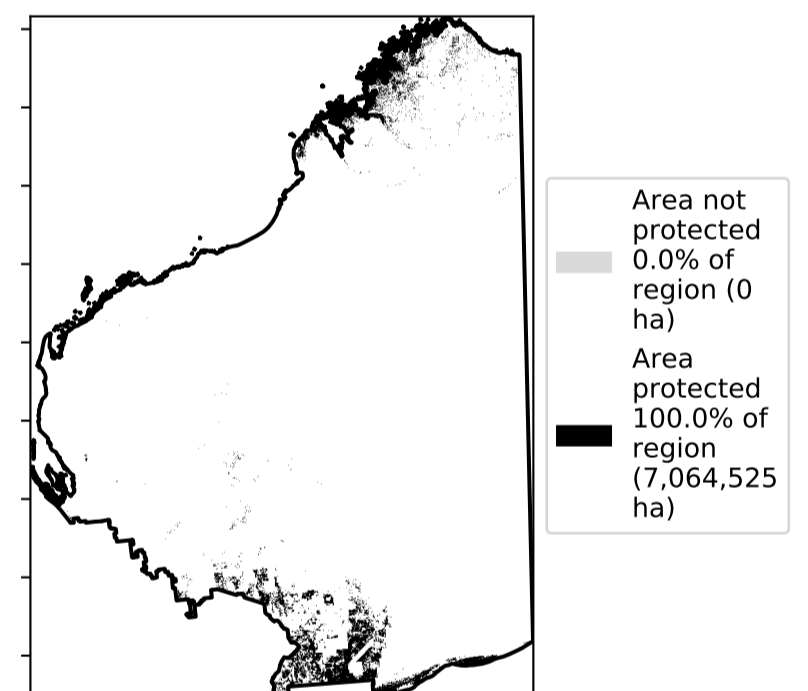 Area not
protected
0.0% of
region (0
ha)
Area
protected
100.0% of
region
(7,064,525
ha)